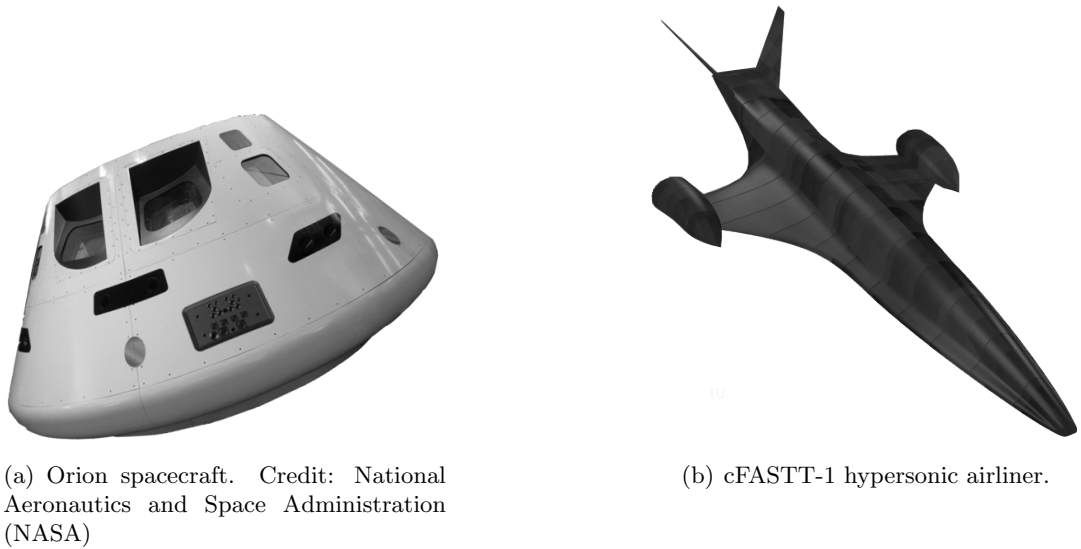 (a) Orion spacecraft. Credit: National
Aeronautics and Space Administration
(NASA)
(b) cFASTT-1 hypersonic airliner.